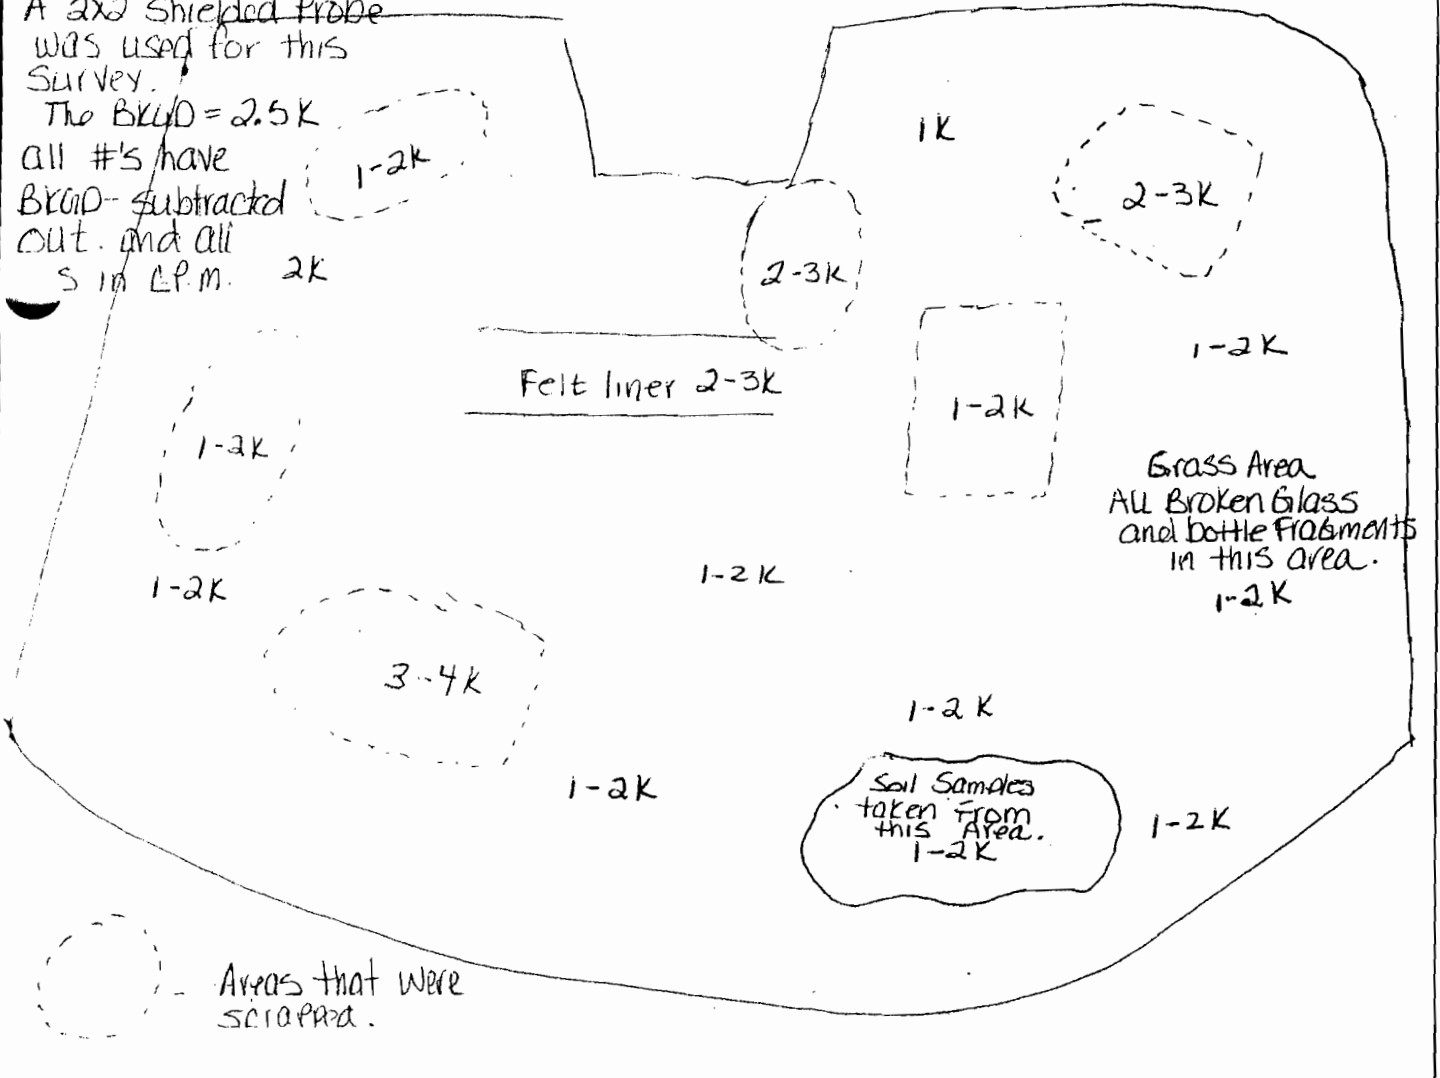 A 2x2 Shielded Probe
was used for this
Survey.
The BKGD = 2.5K
all #'s have
BKGD - subtracted
out. and all
s in C.P.M.
2K
1-2K
1K
2-3K
2-3K
1-2K
Felt liner 2-3K
1-2K
1-2K
Grass Area
All Broken Glass
and bottle Fragments
in this area.
1-2K
1-2K
1-2K
3-4K
1-2K
1-2K
Soil Samples
taken From
this Area.
1-2K
1-2K
Areas that were
scrapped.